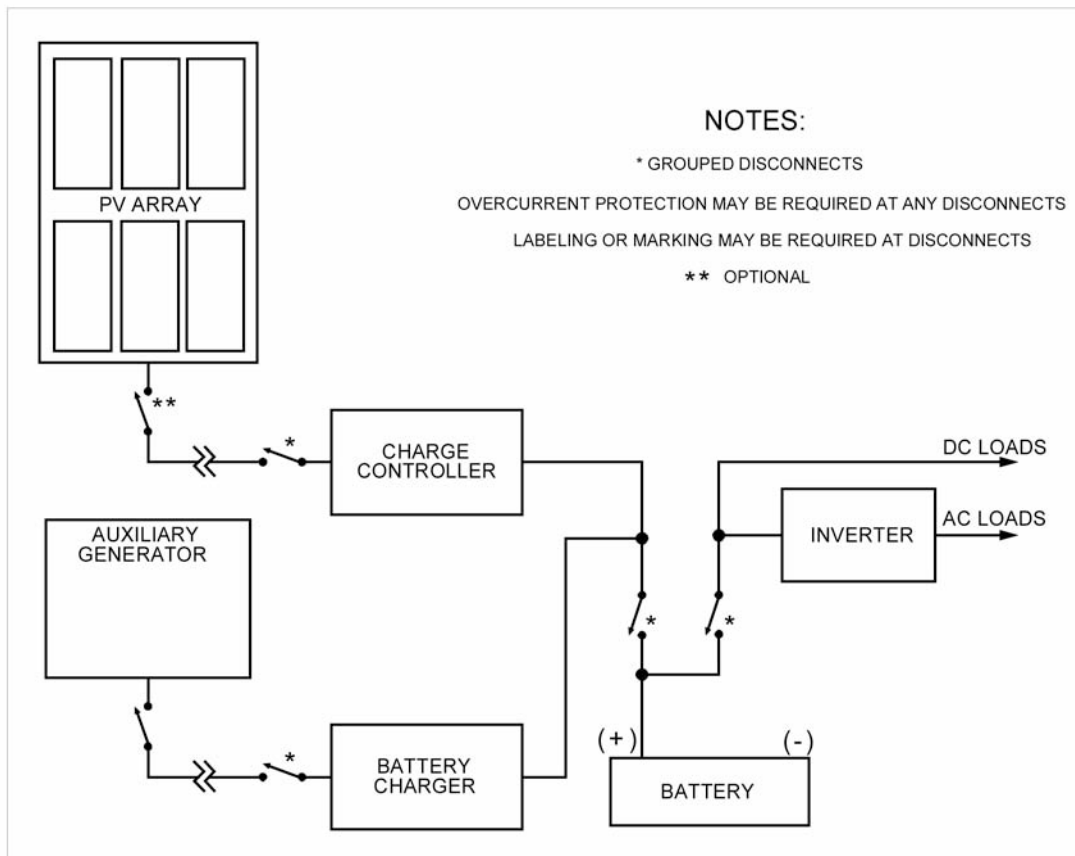 NOTES:
* GROUPED DISCONNECTS
OVERCURRENT PROTECTION MAY BE REQUIRED AT ANY DISCONNECTS
LABELING OR MARKING MAY BE REQUIRED AT DISCONNECTS
** OPTIONAL
PV ARRAY
**
*
CHARGE
CONTROLLER
DC LOADS
AUXILIARY
GENERATOR
INVERTER
AC LOADS
*
*
*
BATTERY
CHARGER
(+)
(-)
BATTERY